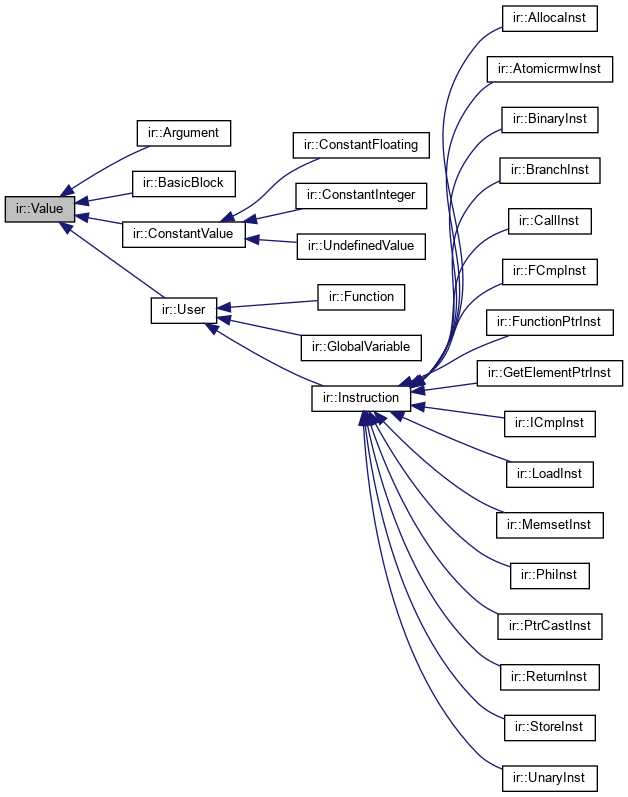 ir::Value
ir::Argument
ir::BasicBlock
ir::ConstantValue
ir::User
ir::ConstantFloating
ir::ConstantInteger
ir::UndefinedValue
ir::Function
ir::GlobalVariable
ir::Instruction
ir::AllocaInst
ir::AtomicrmwInst
ir::BinaryInst
ir::BranchInst
ir::CallInst
ir::FCmpInst
ir::FunctionPtrInst
ir::GetElementPtrInst
ir::ICmpInst
ir::LoadInst
ir::MemsetInst
ir::PhiInst
ir::PtrCastInst
ir::ReturnInst
ir::StoreInst
ir::UnaryInst